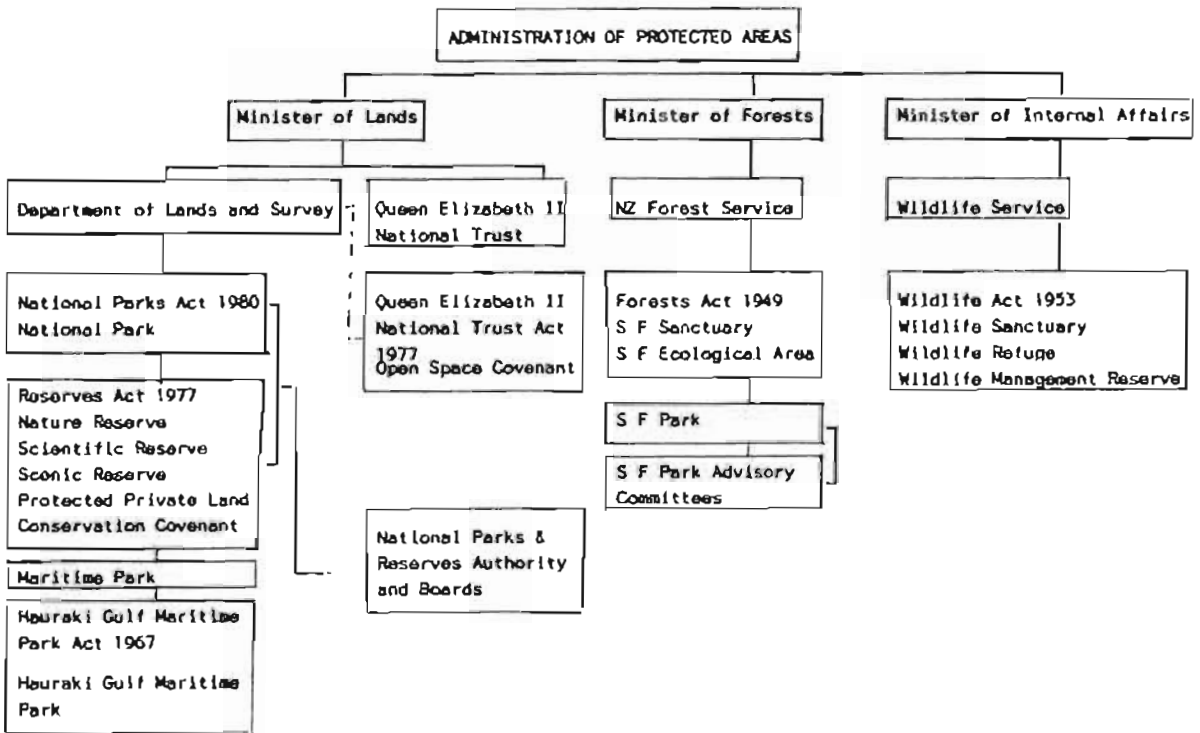 ADMINISTRATION OF PROTECTED AREAS
Minister of Lands
Minister of Forests
Minister of Internal Affairs
Department of Lands and Survey
Queen Elizabeth II
National Trust
NZ Forest Service
Wildlife Service
National Parks Act 1980
National Park
Queen Elizabeth II
National Trust Act
1977
Open Space Covenant
Forests Act 1949
S F Sanctuary
S F Ecological Area
Wildlife Act 1953
Wildlife Sanctuary
Wildlife Refuge
Wildlife Management Reserve
Reserves Act 1977
Nature Reserve
Scientific Reserve
Scenic Reserve
Protected Private Land
Conservation Covenant
S F Park
S F Park Advisory
Committees
National Parks &
Reserves Authority
and Boards
Maritime Park
Hauraki Gulf Maritime
Park Act 1967
Hauraki Gulf Maritime
Park